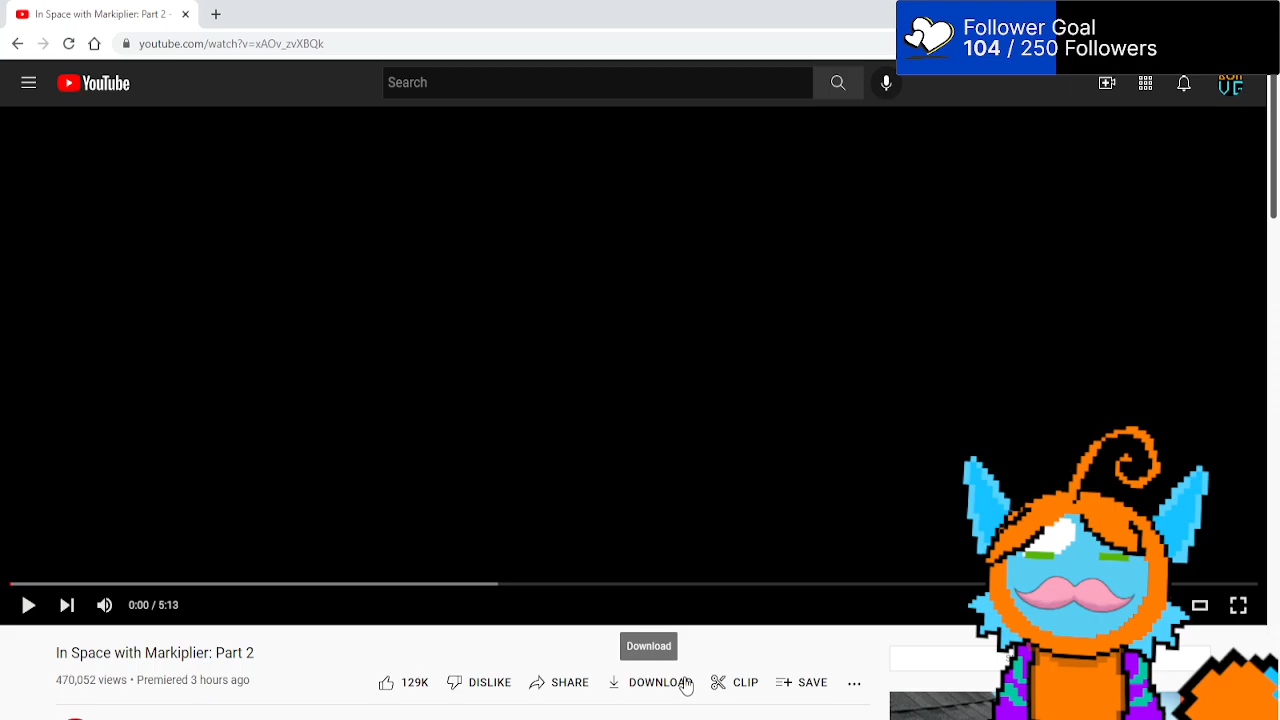 In Space with Markiplier: Part 2 -
youtube.com/watch?v=xAOv_zvXBQk
Follower Goal
104 / 250 Followers
YouTube
Search
0:00 / 5:13
Download
In Space with Markiplier: Part 2
470,052 views • Premiered 3 hours ago
129K
DISLIKE
SHARE
DOWNLOAD
CLIP
SAVE